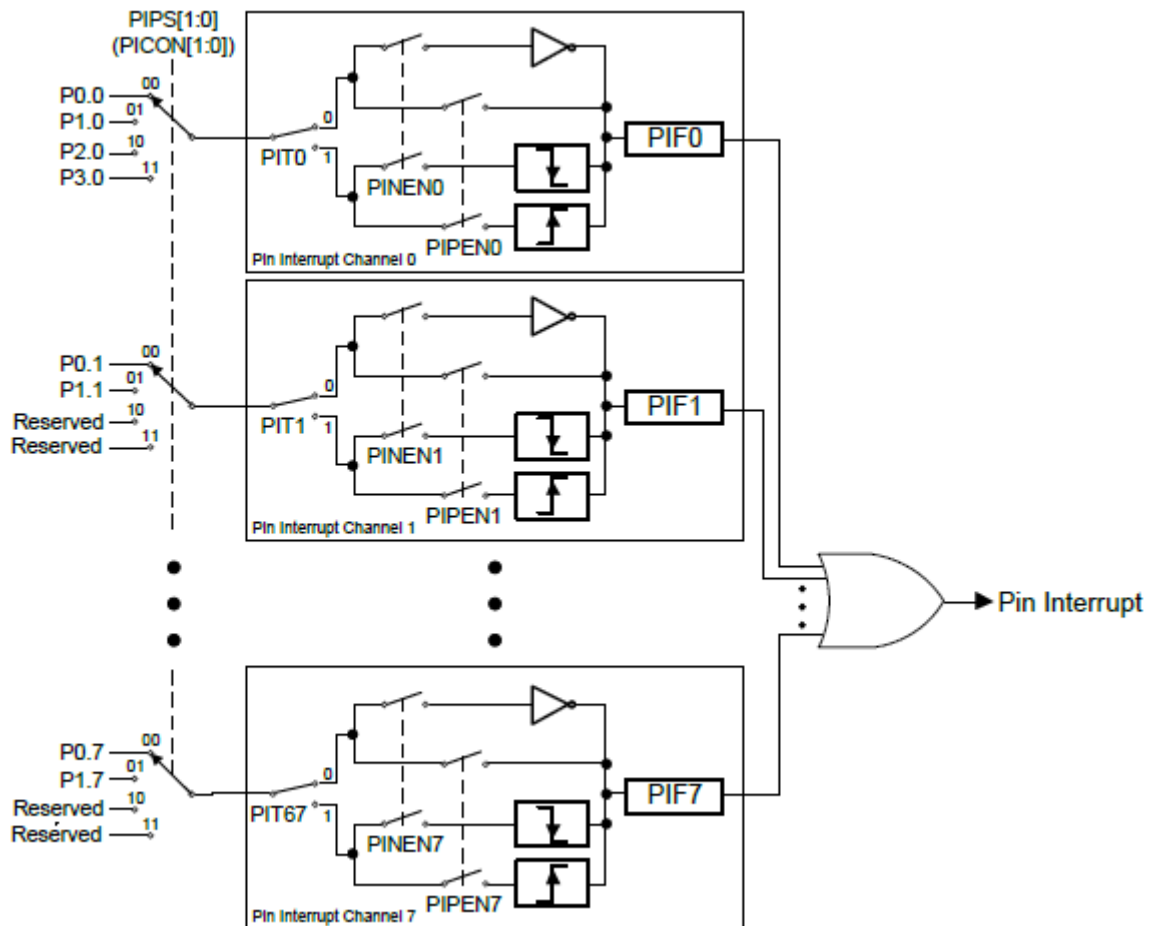 PIPS[1:0]
(PICON[1:0])
P0.0
00
P1.0
01
P2.0
10
P3.0
11
PIT0
0
1
PINEN0
PIPEN0
PIF0
Pin Interrupt Channel 0
P0.1
00
P1.1
01
Reserved
10
Reserved
11
PIT1
0
1
PINEN1
PIPEN1
PIF1
Pin Interrupt Channel 1
Pin Interrupt
P0.7
00
P1.7
01
Reserved
10
Reserved
11
PIT67
0
1
PINEN7
PIPEN7
PIF7
Pin Interrupt Channel 7